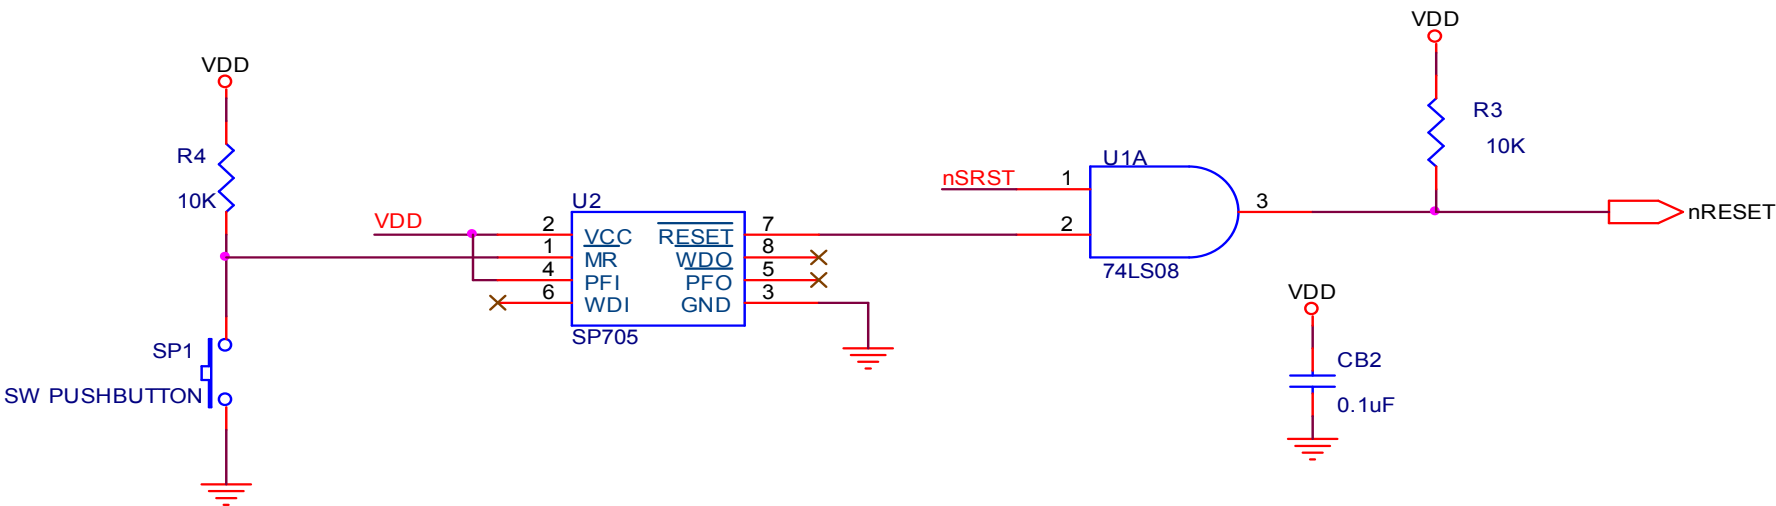 VDD
R4
10K
SP1
SW PUSHBUTTON
VDD
U2
2
1
4
6
VCC
MR
PFI
WDI
RESET
WDO
PFO
GND
7
8
5
3
SP705
nSRST
1
2
U1A
3
74LS08
VDD
R3
10K
nRESET
VDD
CB2
0.1uF